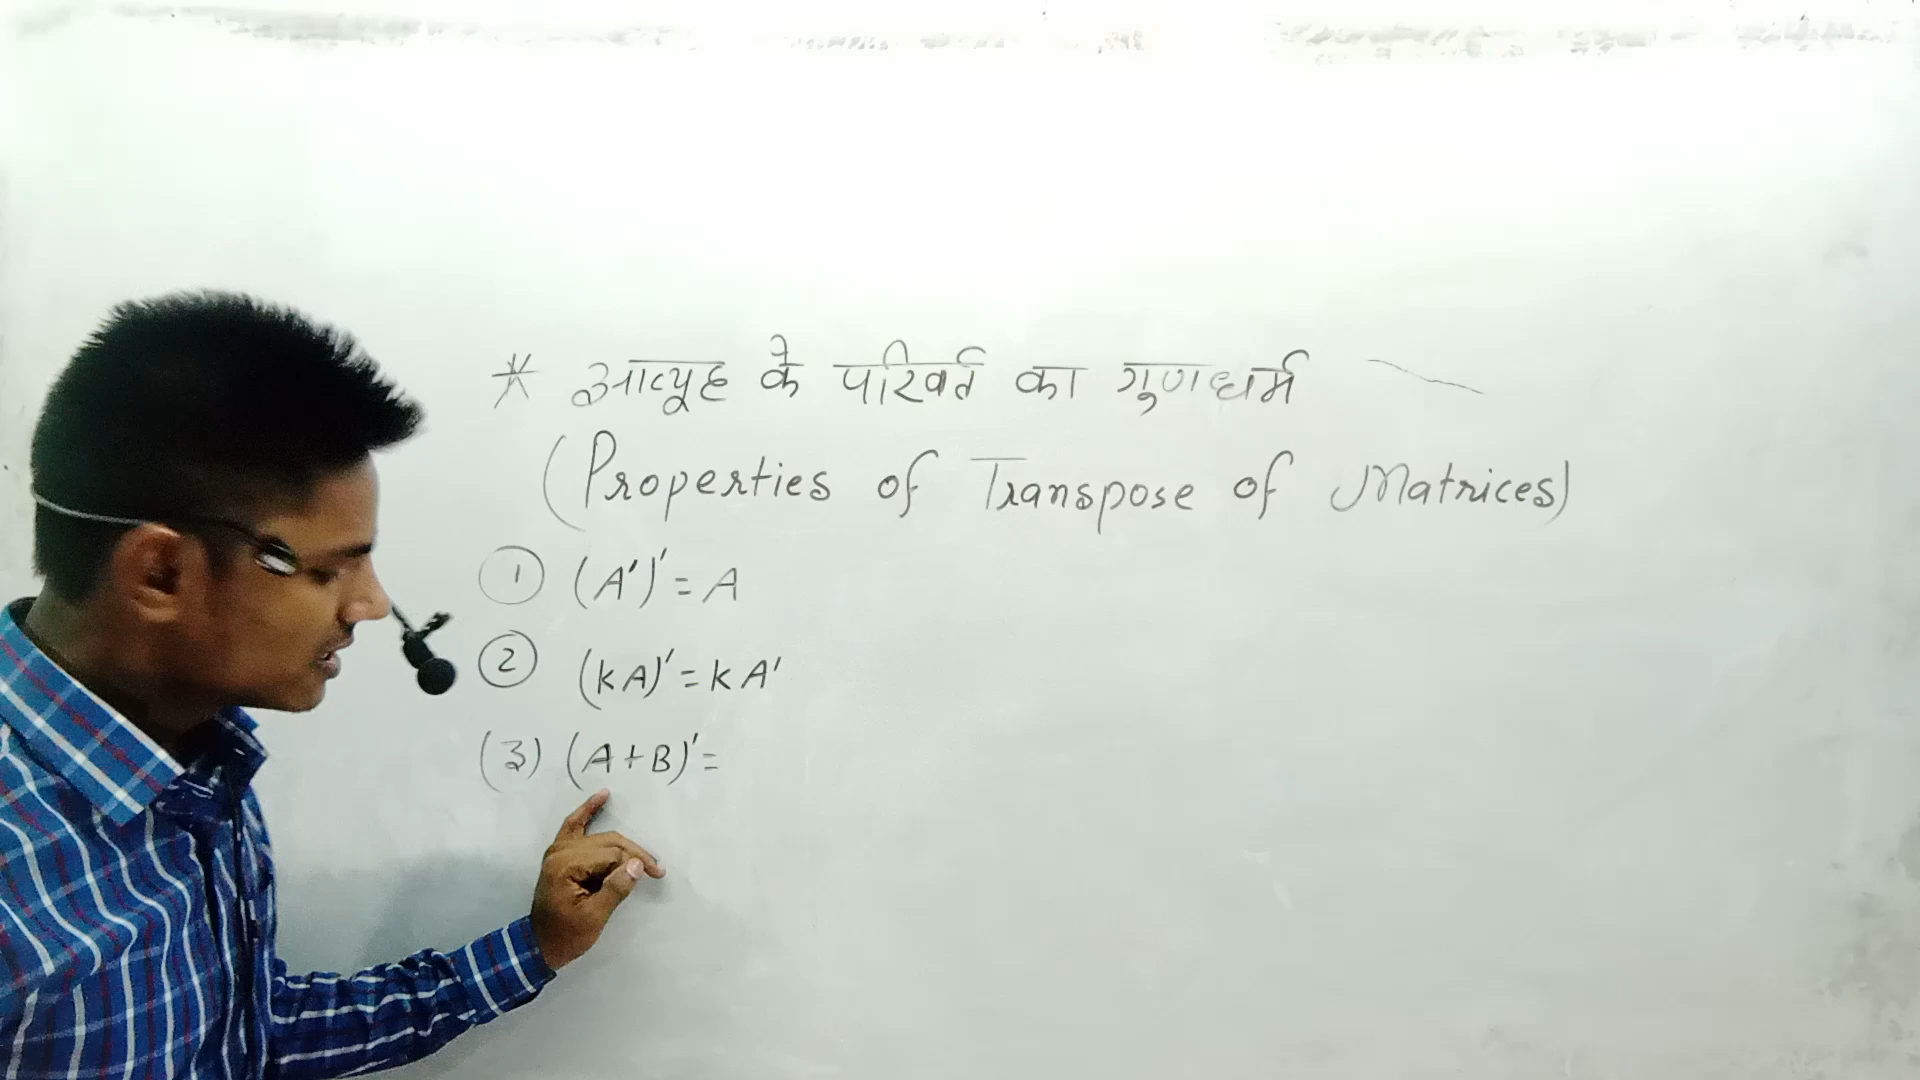 * आव्यूह के परिवर्त का गुणधर्म
(Properties of Transpose of Matrices)
① (A')' = A
② (kA)' = kA'
(3) (A+B)' =